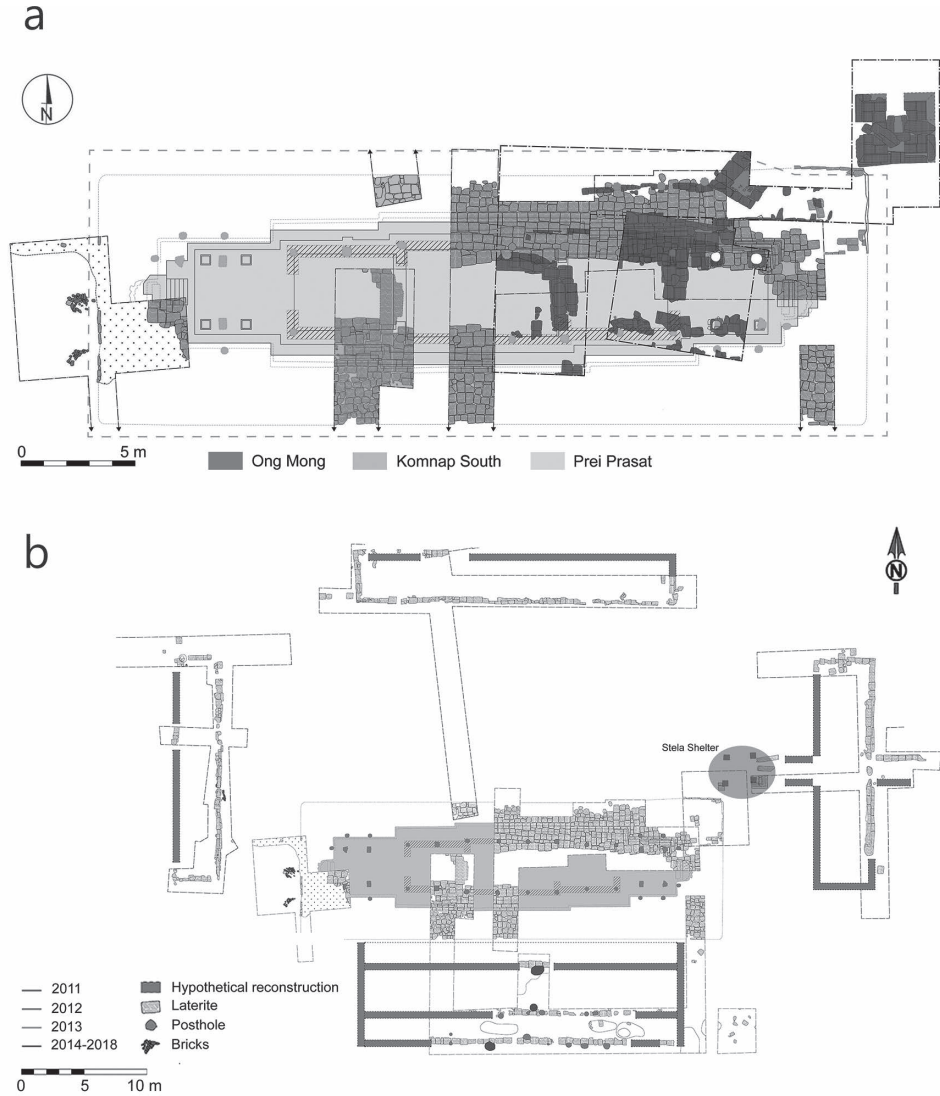 a
N
0 5 m
Ong Mong Komnap South Prei Prasat
b
N
Stela Shelter
2011 Hypothetical reconstruction
2012 Laterite
2013 Posthole
2014-2018 Bricks
0 5 10 m